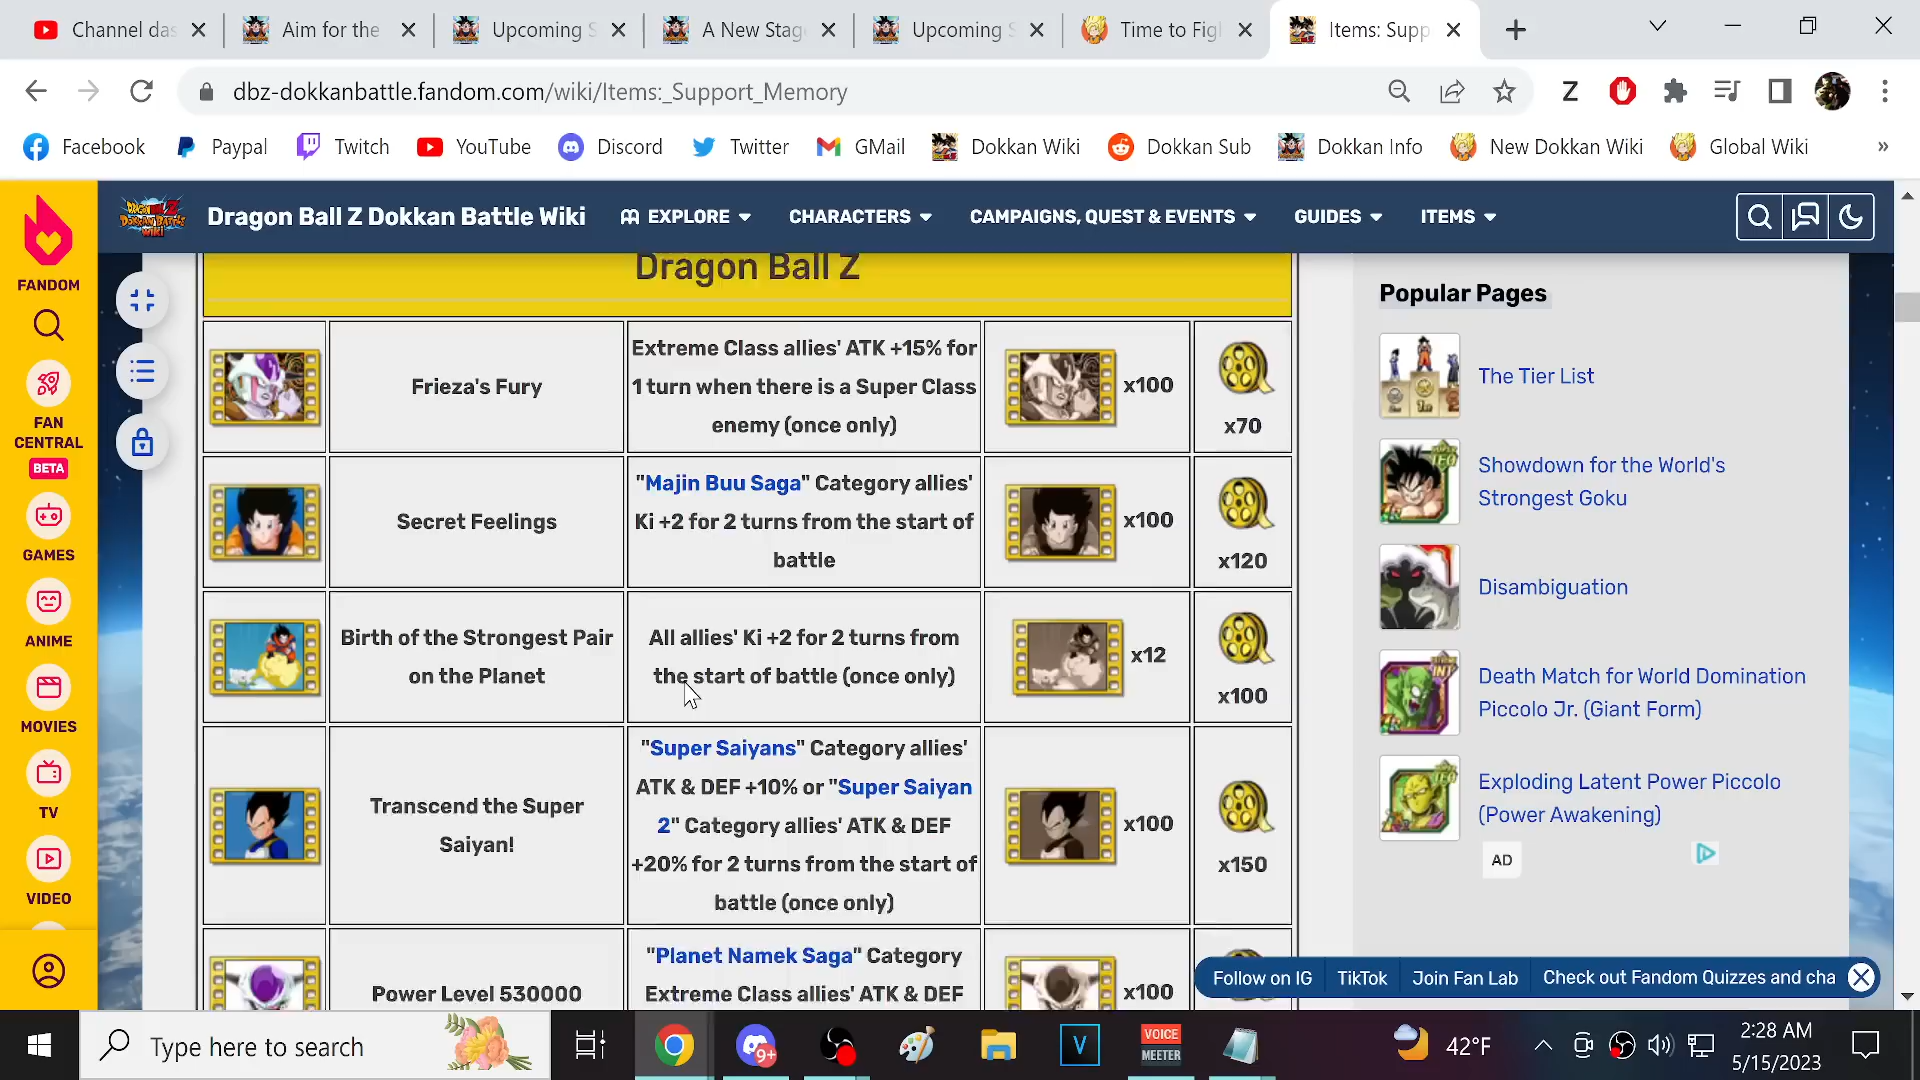 Channel das
Aim for the
Upcoming S
A New Stag
Upcoming S
Time to Figh
Items: Supp
dbz-dokkanbattle.fandom.com/wiki/Items:_Support_Memory
Z
Facebook
Paypal
Twitch
YouTube
Discord
Twitter
GMail
Dokkan Wiki
Dokkan Sub
Dokkan Info
New Dokkan Wiki
Global Wiki
»
Dragon Ball Z Dokkan Battle Wiki
EXPLORE
CHARACTERS
CAMPAIGNS, QUEST & EVENTS
GUIDES
ITEMS
FANDOM
FAN
CENTRAL
BETA
GAMES
ANIME
MOVIES
TV
VIDEO
Dragon Ball Z
Frieza's Fury
Extreme Class allies' ATK +15% for
1 turn when there is a Super Class
enemy (once only)
x100
x70
Secret Feelings
"Majin Buu Saga" Category allies'
Ki +2 for 2 turns from the start of
battle
x100
x120
Birth of the Strongest Pair
on the Planet
All allies' Ki +2 for 2 turns from
the start of battle (once only)
x12
x100
Transcend the Super
Saiyan!
"Super Saiyans" Category allies'
ATK & DEF +10% or "Super Saiyan
2" Category allies' ATK & DEF
+20% for 2 turns from the start of
battle (once only)
x100
x150
Power Level 530000
"Planet Namek Saga" Category
Extreme Class allies' ATK & DEF
x100
Popular Pages
The Tier List
Showdown for the World's
Strongest Goku
Disambiguation
Death Match for World Domination
Piccolo Jr. (Giant Form)
Exploding Latent Power Piccolo
(Power Awakening)
AD
Follow on IG
TikTok
Join Fan Lab
Check out Fandom Quizzes and cha
Type here to search
9+
V
VOICE
MEETER
42°F
2:28 AM
5/15/2023